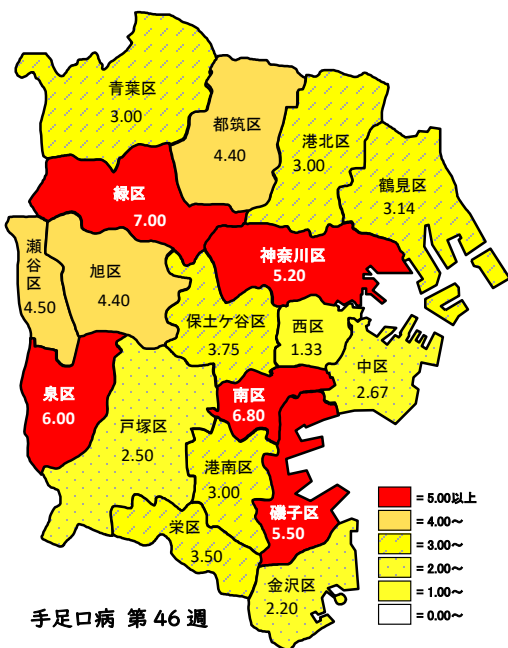 青葉区
3.00
都筑区
4.40
港北区
3.00
鶴見区
3.14
緑区
7.00
神奈川区
5.20
瀬谷区
4.50
旭区
4.40
保土ケ谷区
3.75
西区
1.33
中区
2.67
泉区
6.00
戸塚区
2.50
南区
6.80
港南区
3.00
磯子区
5.50
栄区
3.50
金沢区
2.20
= 5.00以上
= 4.00～
= 3.00～
= 2.00～
= 1.00～
= 0.00～
手足口病 第 46 週